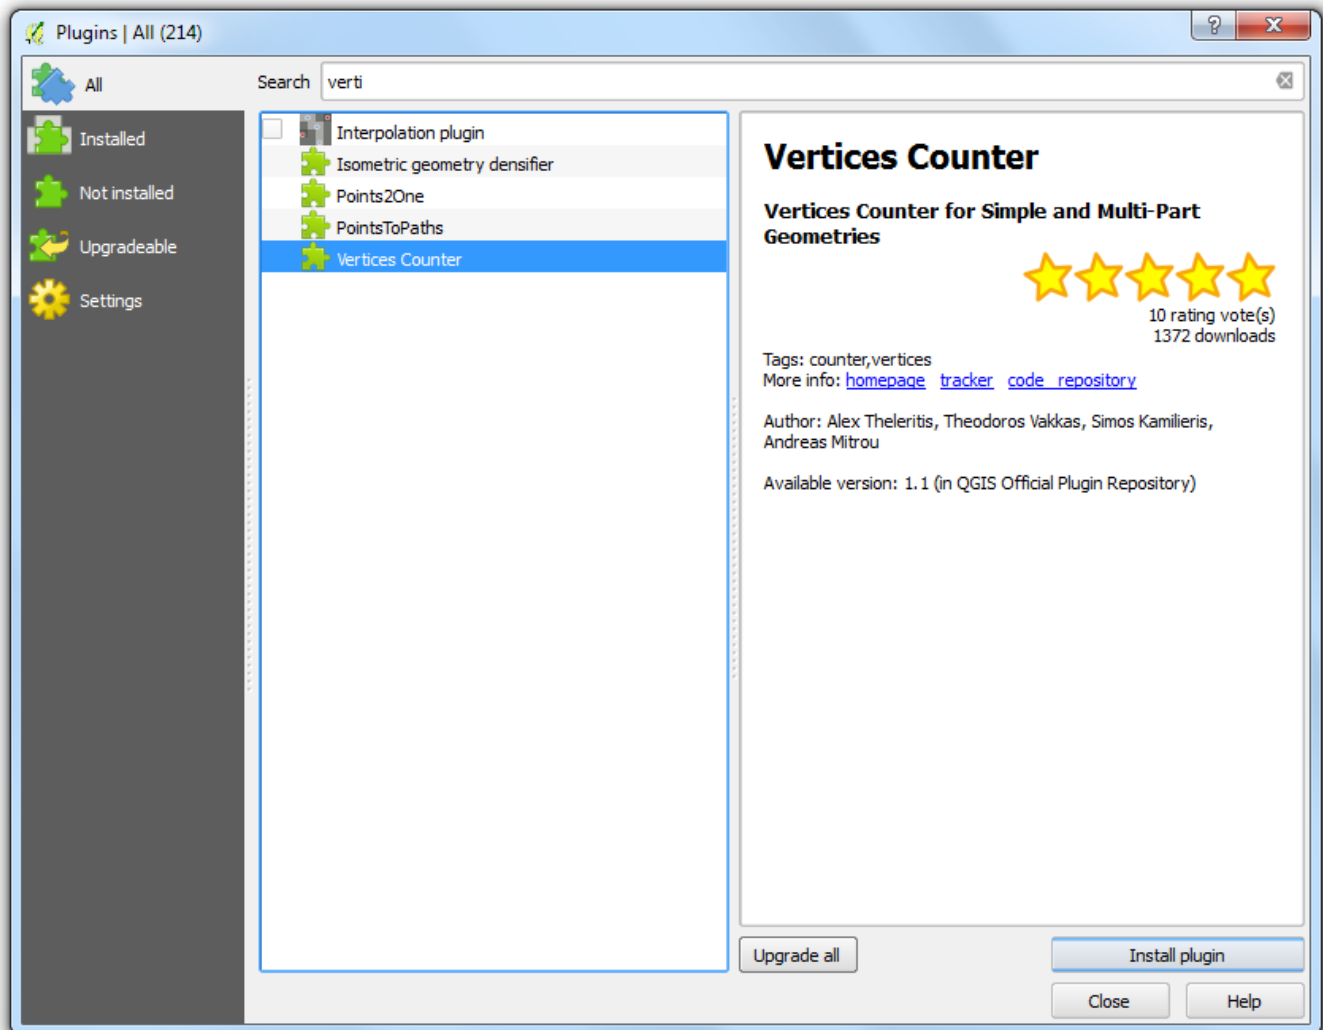 Plugins | All (214)
?
X
All
Installed
Not installed
Upgradeable
Settings
Search verti
Interpolation plugin
Isometric geometry densifier
Points2One
PointsToPaths
Vertices Counter
Vertices Counter
Vertices Counter for Simple and Multi-Part
Geometries
10 rating vote(s)
1372 downloads
Tags: counter,vertices
More info: homepage tracker code repository
Author: Alex Theleritis, Theodoros Vakkas, Simos Kamilieris,
Andreas Mitrou
Available version: 1.1 (in QGIS Official Plugin Repository)
Upgrade all
Install plugin
Close
Help